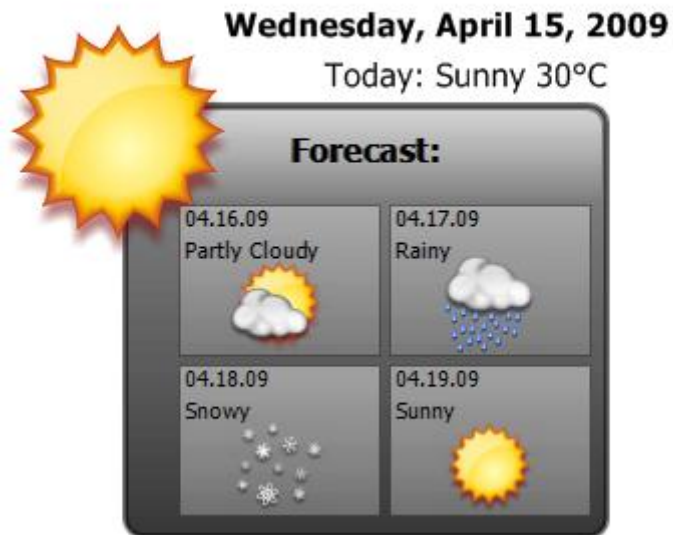 Wednesday, April 15, 2009
Today: Sunny 30°C
Forecast:
04.16.09
Partly Cloudy
04.17.09
Rainy
04.18.09
Snowy
04.19.09
Sunny